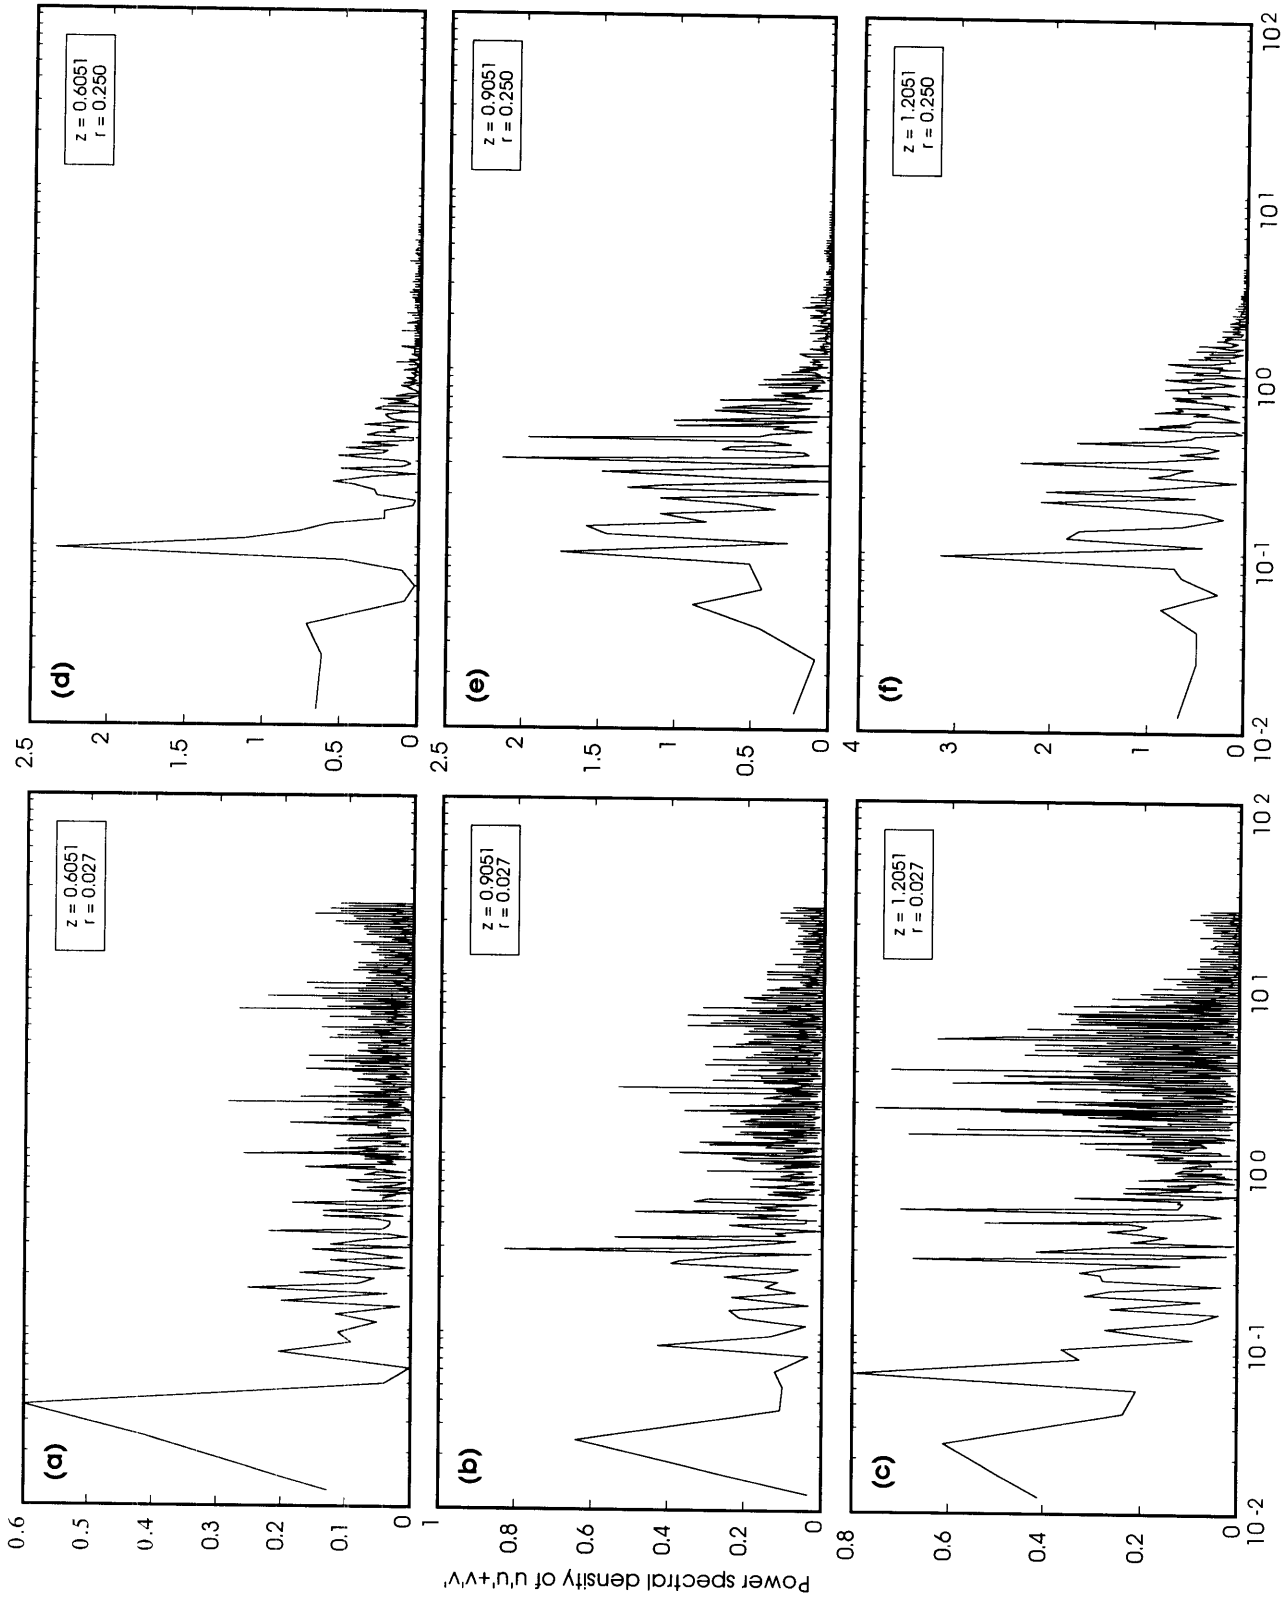 Power spectral density of u'u'+v'v'
(a)
z = 0.6051
r = 0.027
0.6
0.5
0.4
0.3
0.2
0.1
0
(b)
z = 0.9051
r = 0.027
1
0.8
0.6
0.4
0.2
0
(c)
z = 1.2051
r = 0.027
0.8
0.6
0.4
0.2
0
10-2 10-1 100 101 102
(d)
z = 0.6051
r = 0.250
2.5
2
1.5
1
0.5
0
(e)
z = 0.9051
r = 0.250
2.5
2
1.5
1
0.5
0
(f)
z = 1.2051
r = 0.250
4
3
2
1
0
10-2 10-1 100 101 102